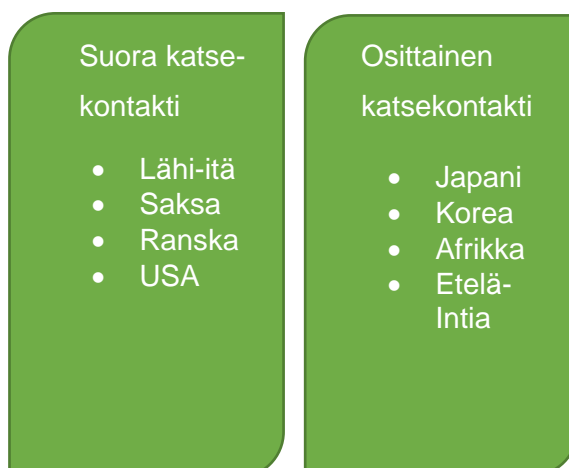 Suora katse-
kontakti
• Lähi-itä
• Saksa
• Ranska
• USA
Osittainen
katsekontakti
• Japani
• Korea
• Afrikka
• Etelä-
Intia